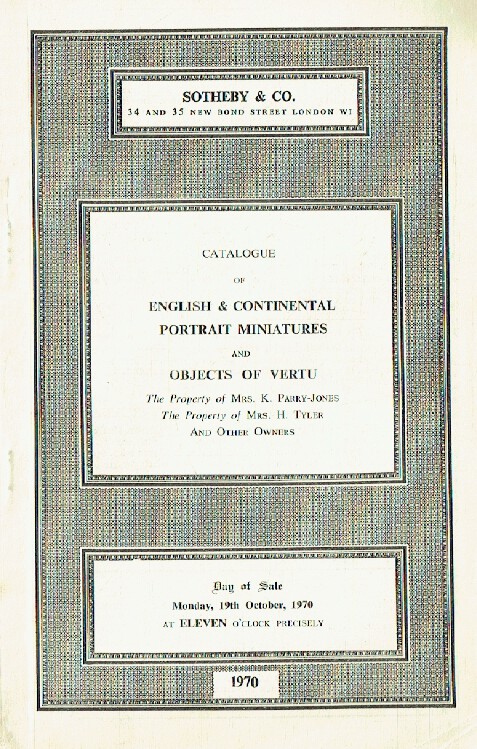 SOTHEBY & CO.
34 AND 35 NEW BOND STREET LONDON W1
CATALOGUE
OF
ENGLISH & CONTINENTAL
PORTRAIT MINIATURES
AND
OBJECTS OF VERTU
The Property of MRS. K. PARRY-JONES
The Property of MRS. H. TYLER
AND OTHER OWNERS
Day of Sale
Monday, 19th October, 1970
AT ELEVEN O'CLOCK PRECISELY
1970